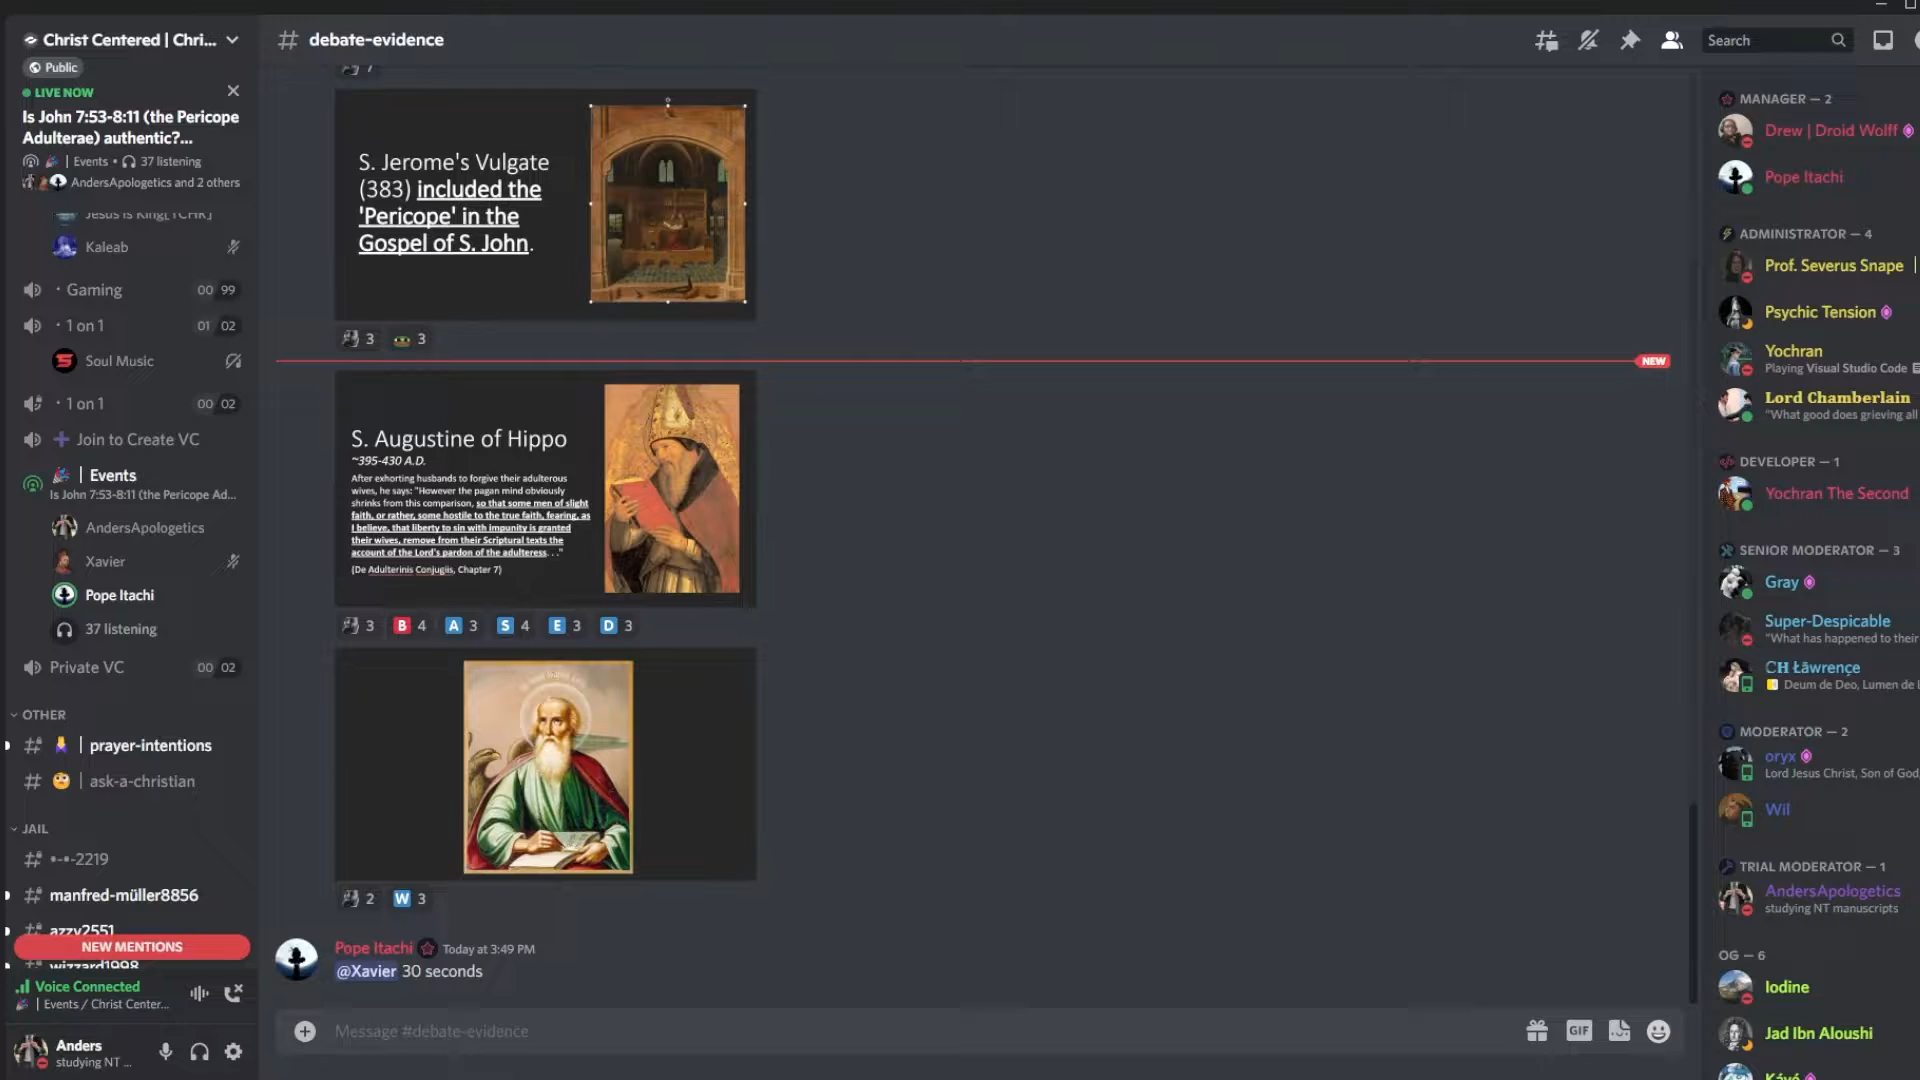 Christ Centered | Chri...
Public
LIVE NOW
Is John 7:53-8:11 (the Pericope
Adulterae) authentic?...
| Events • 37 listening
AndersApologetics and 2 others
Jesus is King[TCHR]
Kaleab
· Gaming 00 99
· 1 on 1 01 02
Soul Music
· 1 on 1 00 02
Join to Create VC
| Events
Is John 7:53-8:11 (the Pericope Ad...
AndersApologetics
Xavier
Pope Itachi
37 listening
Private VC 00 02
OTHER
| prayer-intentions
| ask-a-christian
JAIL
•-•-2219
manfred-müller8856
azzy2551
NEW MENTIONS
wizzard1998
Voice Connected
| Events / Christ Center...
Anders
studying NT ...
# debate-evidence
Search
7
S. Jerome's Vulgate
(383) included the
'Pericope' in the
Gospel of S. John.
3 3
NEW
S. Augustine of Hippo
~395-430 A.D.
After exhorting husbands to forgive their adulterous
wives, he says: "However the pagan mind obviously
shrinks from this comparison, so that some men of slight
faith, or rather, some hostile to the true faith, fearing, as
I believe, that liberty to sin with impunity is granted
their wives, remove from their Scriptural texts the
account of the Lord's pardon of the adulteress. . ."
(De Adulterinis Conjugiis, Chapter 7)
3 B 4 A 3 S 4 E 3 D 3
2 W 3
Pope Itachi Today at 3:49 PM
@Xavier 30 seconds
Message #debate-evidence
GIF
MANAGER — 2
Drew | Droid Wolff
Pope Itachi
ADMINISTRATOR — 4
Prof. Severus Snape |
Psychic Tension
Yochran
Playing Visual Studio Code
Lord Chamberlain
"What good does grieving all
DEVELOPER — 1
Yochran The Second
SENIOR MODERATOR — 3
Gray
Super-Despicable
"What has happened to their
CH Ławrençe
Deum de Deo, Lumen de L
MODERATOR — 2
oryx
Lord Jesus Christ, Son of God,
Wil
TRIAL MODERATOR — 1
AndersApologetics
studying NT manuscripts
OG — 6
Iodine
Jad Ibn Aloushi